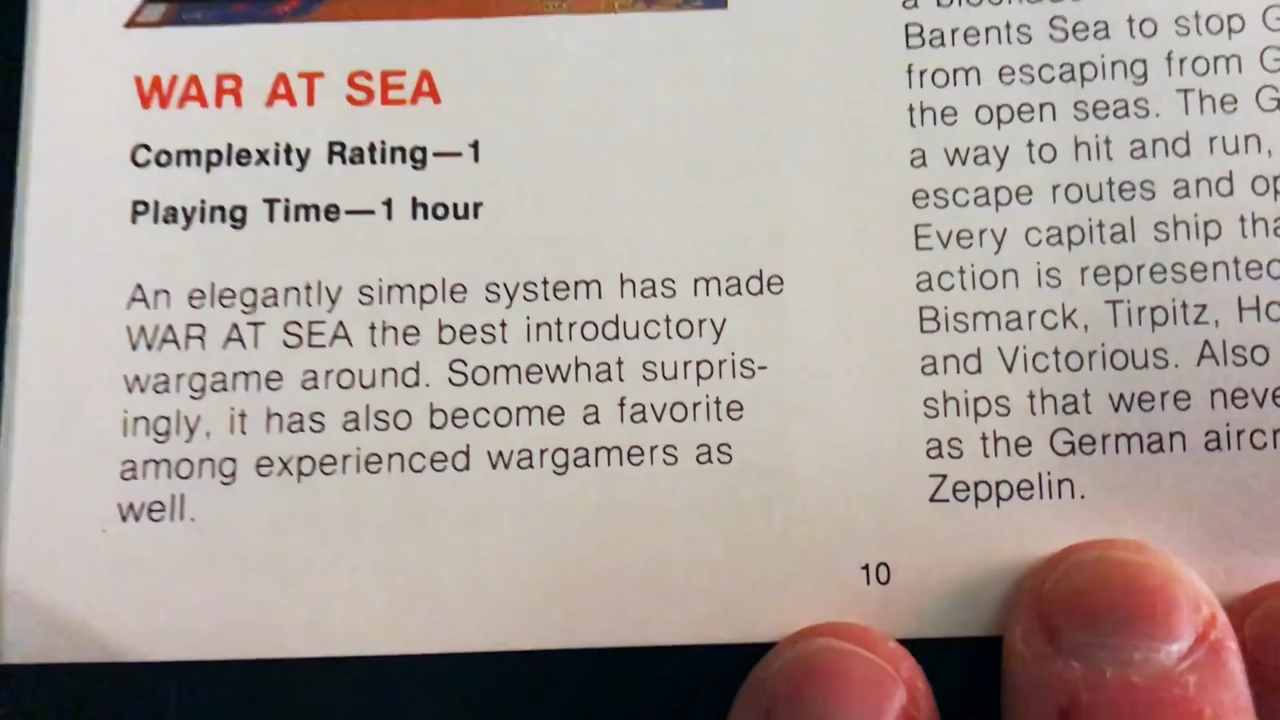 WAR AT SEA
Complexity Rating—1
Playing Time—1 hour
An elegantly simple system has made
WAR AT SEA the best introductory
wargame around. Somewhat surpris-
ingly, it has also become a favorite
among experienced wargamers as
well.
Barents Sea to stop
from escaping from
the open seas. The
a way to hit and run,
escape routes and
Every capital ship
action is represented
Bismarck, Tirpitz,
and Victorious. Also
ships that were
as the German
Zeppelin.
10